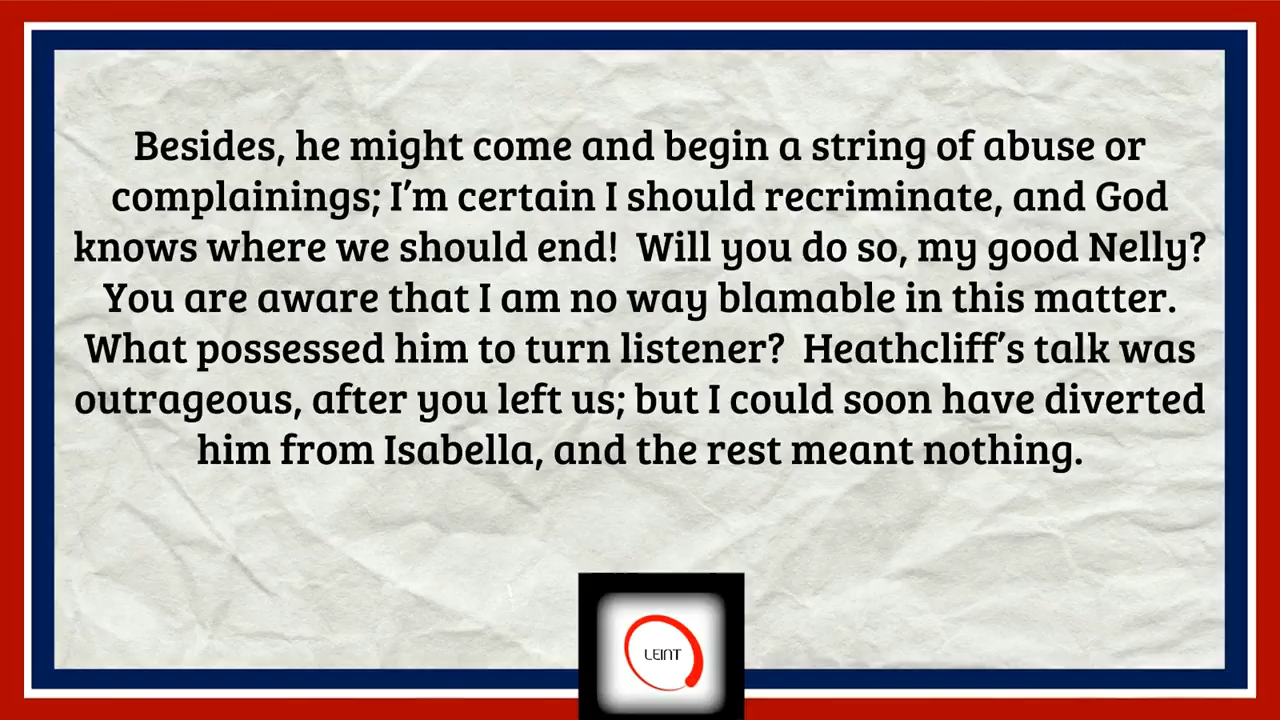 Besides, he might come and begin a string of abuse or
complainings; I’m certain I should recriminate, and God
knows where we should end!  Will you do so, my good Nelly?
You are aware that I am no way blamable in this matter.
What possessed him to turn listener?  Heathcliff’s talk was
outrageous, after you left us; but I could soon have diverted
him from Isabella, and the rest meant nothing.
LEINT